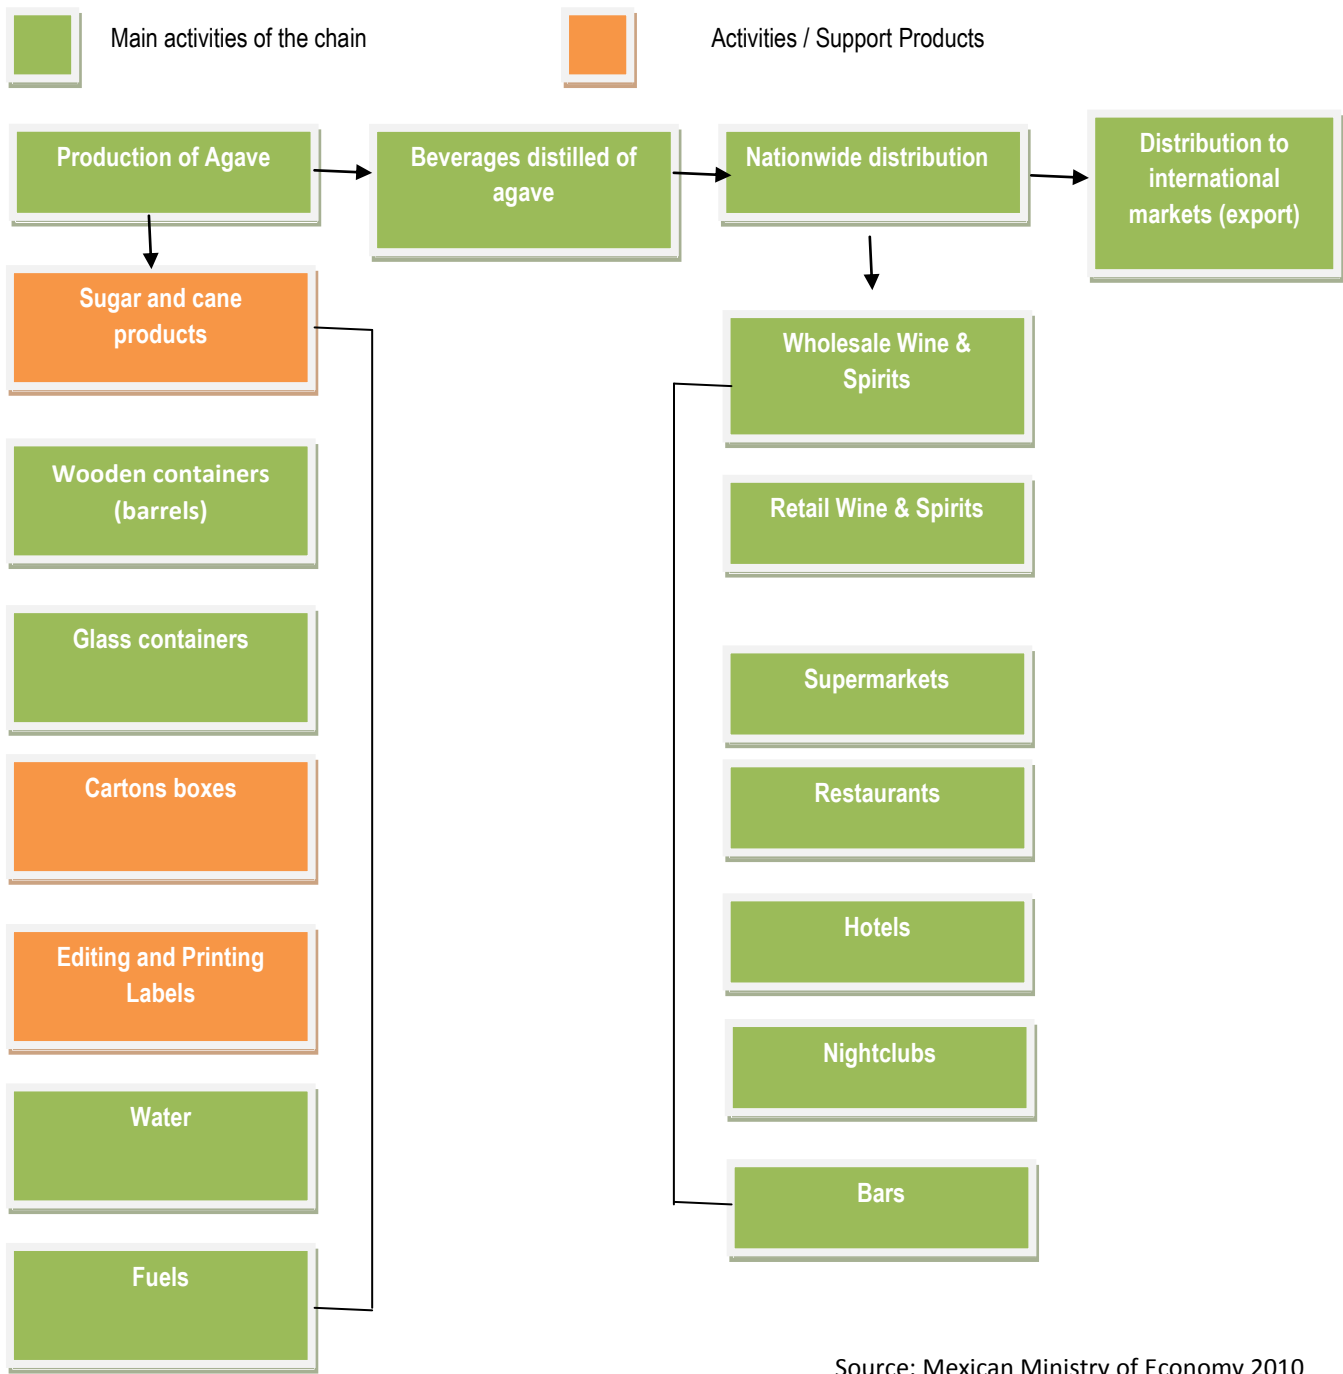 Main activities of the chain
Activities / Support Products
Production of Agave
Beverages distilled of
agave
Nationwide distribution
Distribution to
international
markets (export)
Sugar and cane
products
Wooden containers
(barrels)
Glass containers
Cartons boxes
Editing and Printing
Labels
Water
Fuels
Wholesale Wine &
Spirits
Retail Wine & Spirits
Supermarkets
Restaurants
Hotels
Nightclubs
Bars
Source: Mexican Ministry of Economy 2010